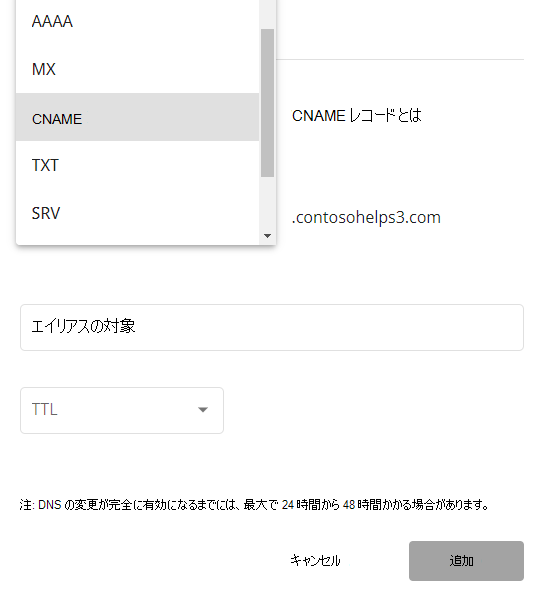 AAAA
MX
CNAME
CNAME レコードとは
TXT
SRV
.contosohelps3.com
エイリアスの対象
TTL
注: DNS の変更が完全に有効になるまでには、最大で 24 時間から 48 時間かかる場合があります。
キャンセル
追加